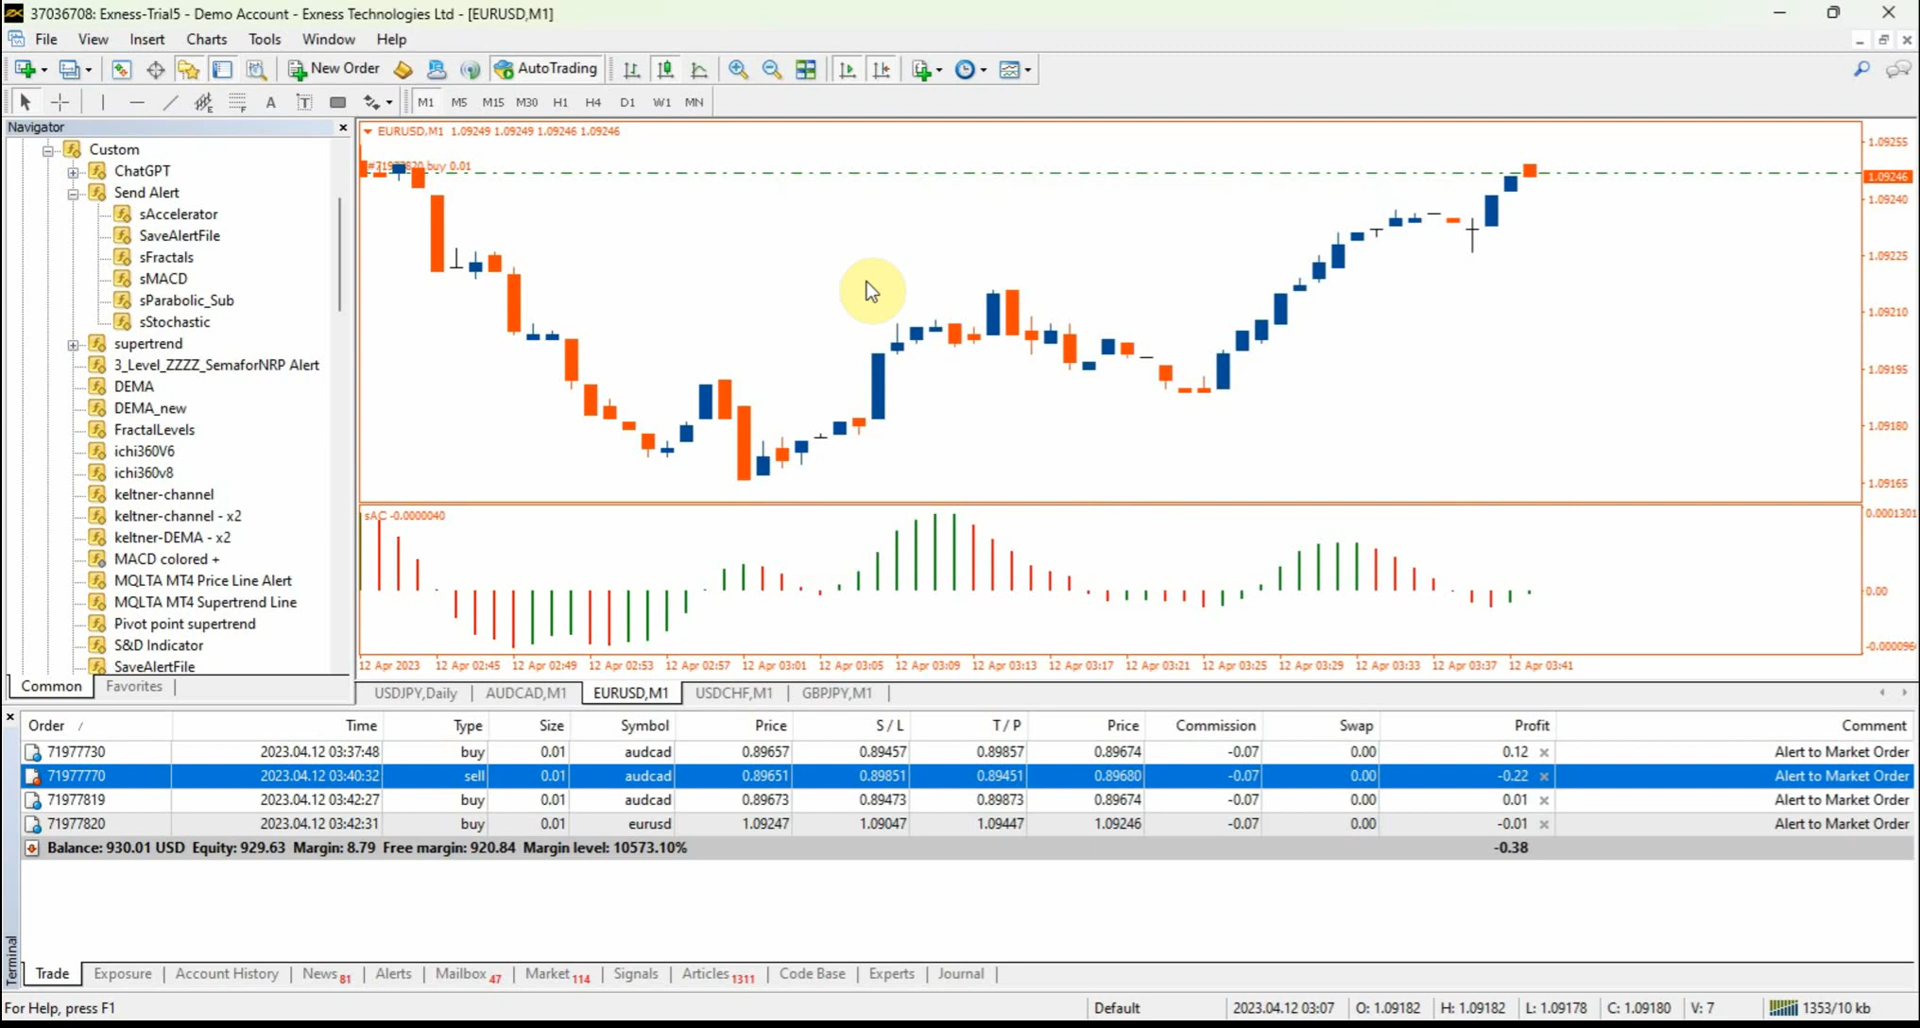 37036708: Exness-Trial5 - Demo Account - Exness Technologies Ltd - [EURUSD,M1]
File View Insert Charts Tools Window Help
New Order AutoTrading
M1 M5 M15 M30 H1 H4 D1 W1 MN
Navigator
Custom
ChatGPT
Send Alert
sAccelerator
SaveAlertFile
sFractals
sMACD
sParabolic_Sub
sStochastic
supertrend
3_Level_ZZZZ_SemaforNRP Alert
DEMA
DEMA_new
FractalLevels
ichi360V6
ichi360v8
keltner-channel
keltner-channel - x2
keltner-DEMA - x2
MACD colored +
MQLTA MT4 Price Line Alert
MQLTA MT4 Supertrend Line
Pivot point supertrend
S&D Indicator
SaveAlertFile
Common Favorites
EURUSD,M1 1.09249 1.09249 1.09246 1.09246
#71977820 buy 0.01
1.09255
1.09246
1.09240
1.09225
1.09210
1.09195
1.09180
1.09165
sAC -0.0000040
0.0001301
0.00
-0.0000096
12 Apr 2023 12 Apr 02:45 12 Apr 02:49 12 Apr 02:53 12 Apr 02:57 12 Apr 03:01 12 Apr 03:05 12 Apr 03:09 12 Apr 03:13 12 Apr 03:17 12 Apr 03:21 12 Apr 03:25 12 Apr 03:29 12 Apr 03:33 12 Apr 03:37 12 Apr 03:41
USDJPY,Daily AUDCAD,M1 EURUSD,M1 USDCHF,M1 GBPJPY,M1
Order / Time Type Size Symbol Price S / L T / P Price Commission Swap Profit Comment
71977730 2023.04.12 03:37:48 buy 0.01 audcad 0.89657 0.89457 0.89857 0.89674 -0.07 0.00 0.12 Alert to Market Order
71977770 2023.04.12 03:40:32 sell 0.01 audcad 0.89651 0.89851 0.89451 0.89680 -0.07 0.00 -0.22 Alert to Market Order
71977819 2023.04.12 03:42:27 buy 0.01 audcad 0.89673 0.89473 0.89873 0.89674 -0.07 0.00 0.01 Alert to Market Order
71977820 2023.04.12 03:42:31 buy 0.01 eurusd 1.09247 1.09047 1.09447 1.09246 -0.07 0.00 -0.01 Alert to Market Order
Balance: 930.01 USD Equity: 929.63 Margin: 8.79 Free margin: 920.84 Margin level: 10573.10% -0.38
Terminal
Trade Exposure Account History News 81 Alerts Mailbox 47 Market 114 Signals Articles 1311 Code Base Experts Journal
For Help, press F1 Default 2023.04.12 03:07 O: 1.09182 H: 1.09182 L: 1.09178 C: 1.09180 V: 7 1353/10 kb